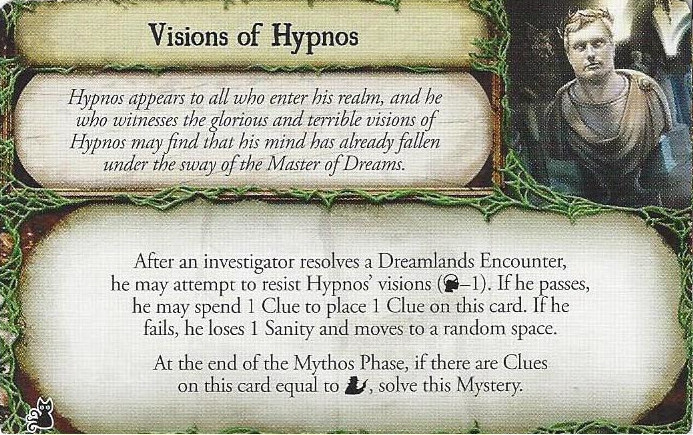 Visions of Hypnos
Hypnos appears to all who enter his realm, and he
who witnesses the glorious and terrible visions of
Hypnos may find that his mind has already fallen
under the sway of the Master of Dreams.
After an investigator resolves a Dreamlands Encounter,
he may attempt to resist Hypnos' visions (–1). If he passes,
he may spend 1 Clue to place 1 Clue on this card. If he
fails, he loses 1 Sanity and moves to a random space.
At the end of the Mythos Phase, if there are Clues
on this card equal to , solve this Mystery.